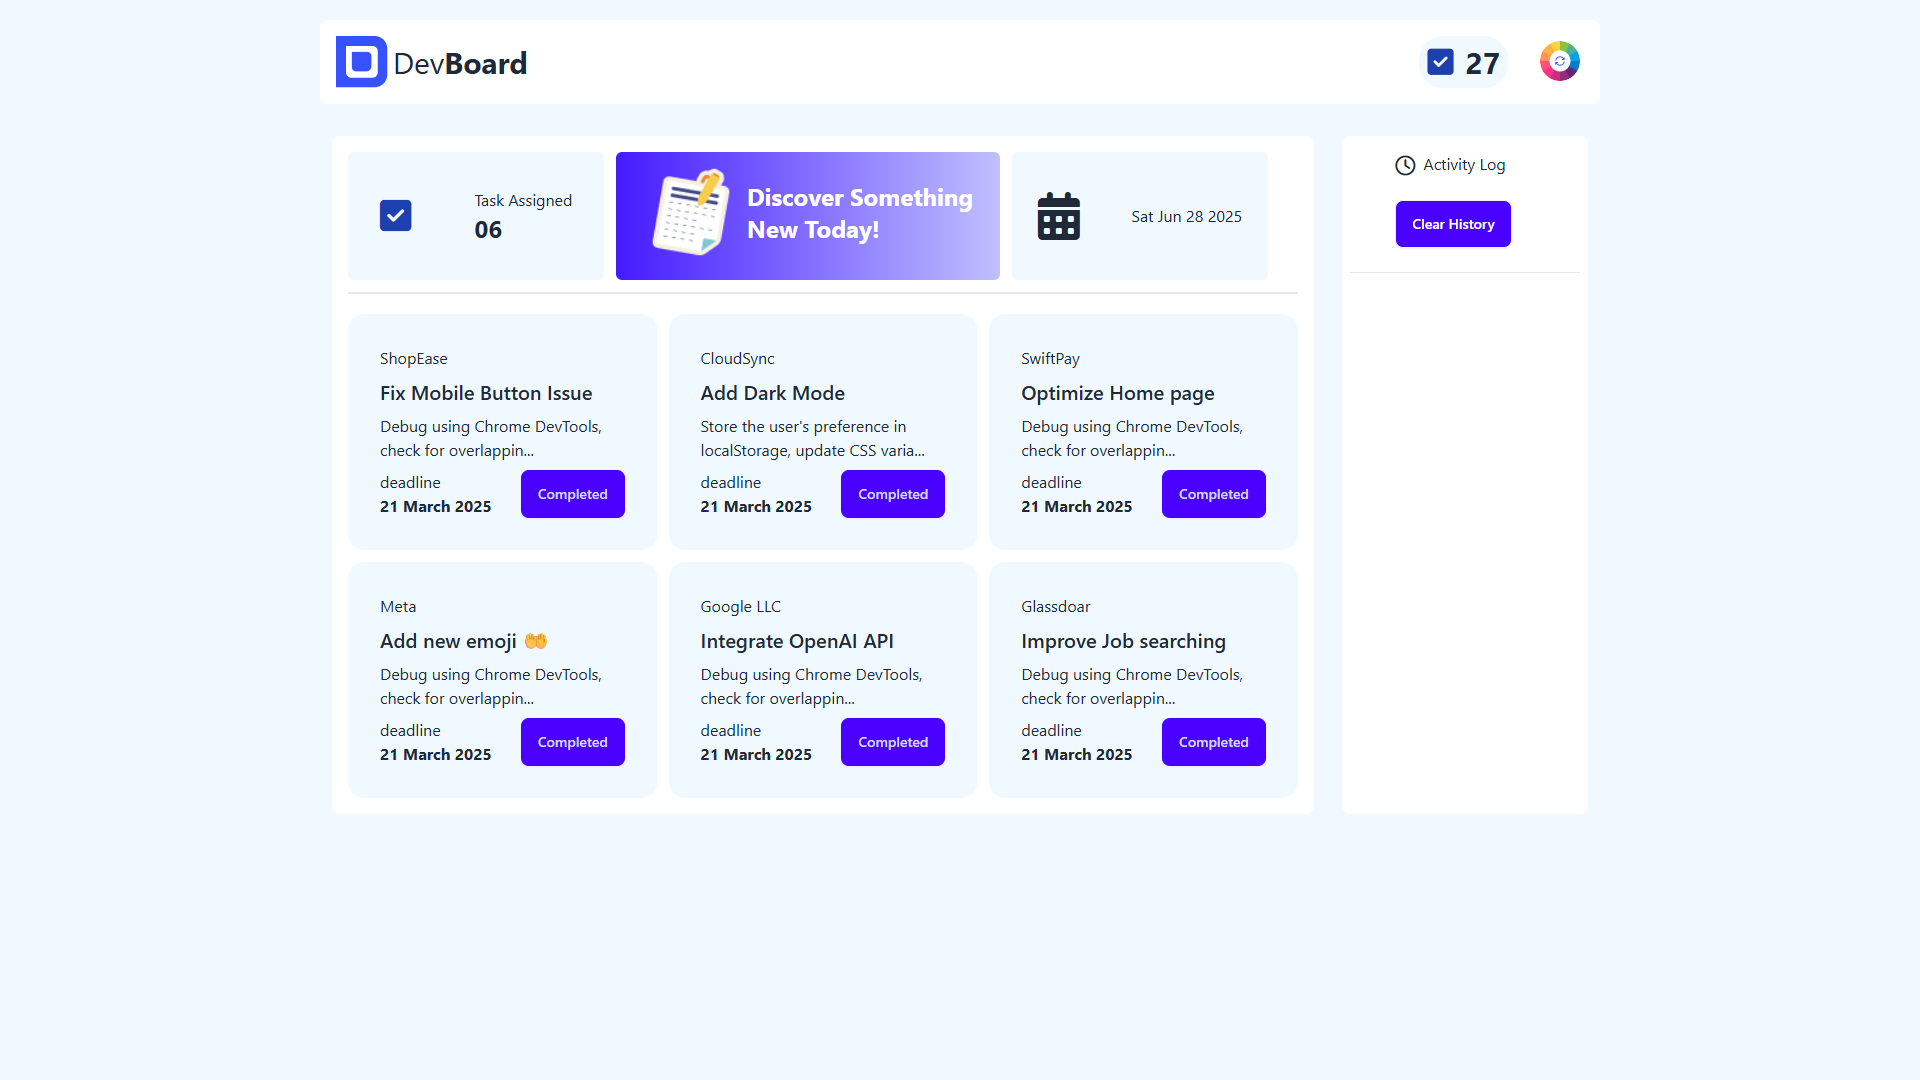 DevBoard
27
Task Assigned
06
Discover Something
New Today!
Sat Jun 28 2025
Activity Log
Clear History
ShopEase
Fix Mobile Button Issue
Debug using Chrome DevTools,
check for overlappin...
deadline
21 March 2025
Completed
CloudSync
Add Dark Mode
Store the user's preference in
localStorage, update CSS varia...
deadline
21 March 2025
Completed
SwiftPay
Optimize Home page
Debug using Chrome DevTools,
check for overlappin...
deadline
21 March 2025
Completed
Meta
Add new emoji 🤲
Debug using Chrome DevTools,
check for overlappin...
deadline
21 March 2025
Completed
Google LLC
Integrate OpenAI API
Debug using Chrome DevTools,
check for overlappin...
deadline
21 March 2025
Completed
Glassdoar
Improve Job searching
Debug using Chrome DevTools,
check for overlappin...
deadline
21 March 2025
Completed